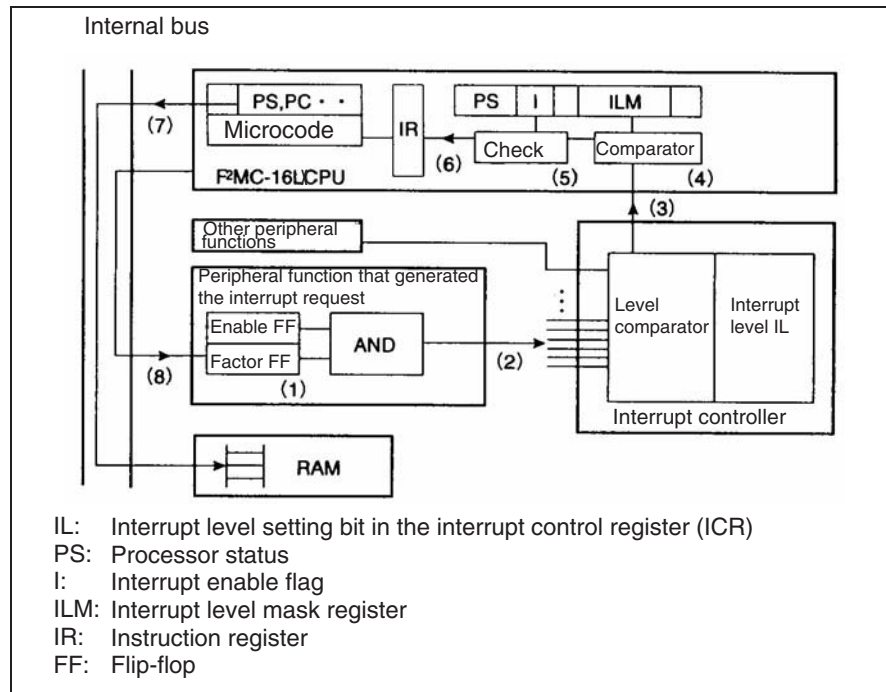 Internal bus
PS,PC · ·
PS I ILM
Microcode
IR
(7)
(6)
Check
Comparator
(5)
(4)
F²MC-16LX CPU
(3)
Other peripheral
functions
Peripheral function that generated
the interrupt request
Enable FF
Factor FF
AND
(8)
(1)
(2)
Level
comparator
Interrupt
level IL
Interrupt controller
RAM
IL: Interrupt level setting bit in the interrupt control register (ICR)
PS: Processor status
I: Interrupt enable flag
ILM: Interrupt level mask register
IR: Instruction register
FF: Flip-flop